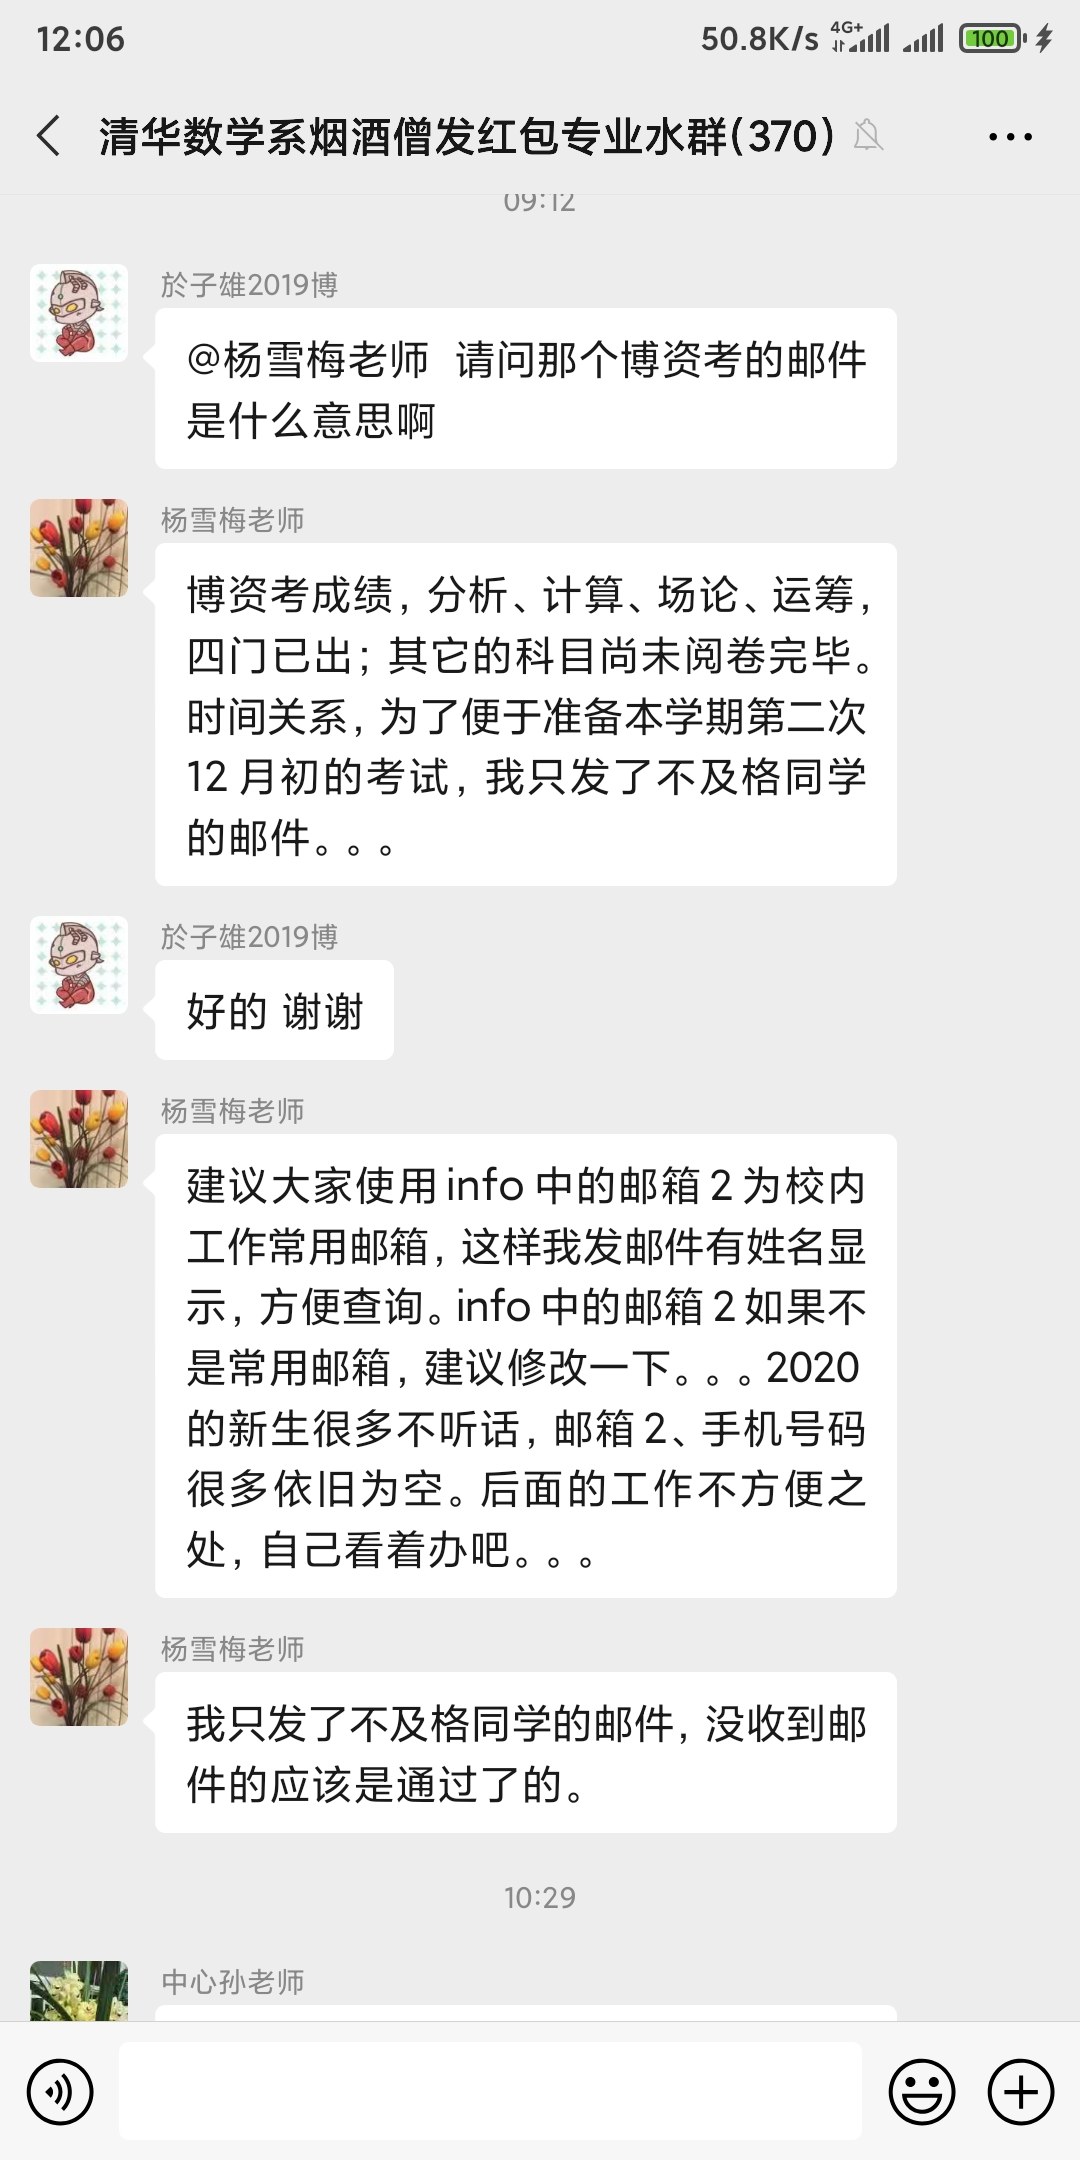 12:06
50.8K/s 4G+ 100
清华数学系烟酒僧发红包专业水群(370)
09:12
於子雄2019博
@杨雪梅老师 请问那个博资考的邮件
是什么意思啊
杨雪梅老师
博资考成绩，分析、计算、场论、运筹，
四门已出；其它的科目尚未阅卷完毕。
时间关系，为了便于准备本学期第二次
12月初的考试，我只发了不及格同学
的邮件。。。
於子雄2019博
好的 谢谢
杨雪梅老师
建议大家使用info中的邮箱2为校内
工作常用邮箱，这样我发邮件有姓名显
示，方便查询。info中的邮箱2如果不
是常用邮箱，建议修改一下。。。2020
的新生很多不听话，邮箱2、手机号码
很多依旧为空。后面的工作不方便之
处，自己看着办吧。。。
杨雪梅老师
我只发了不及格同学的邮件，没收到邮
件的应该是通过了的。
10:29
中心孙老师